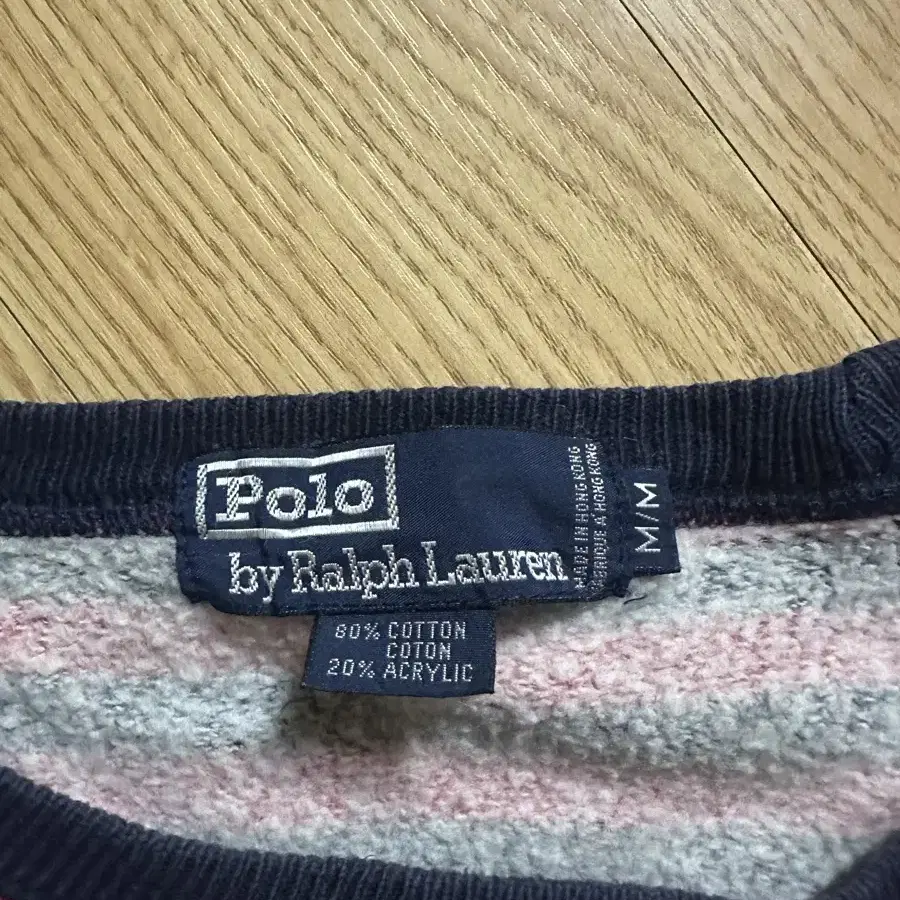 Polo
by Ralph Lauren
MADE IN HONG KONG
FABRIQUE A' HONG KONG
M/M
80% COTTON
COTON
20% ACRYLIC